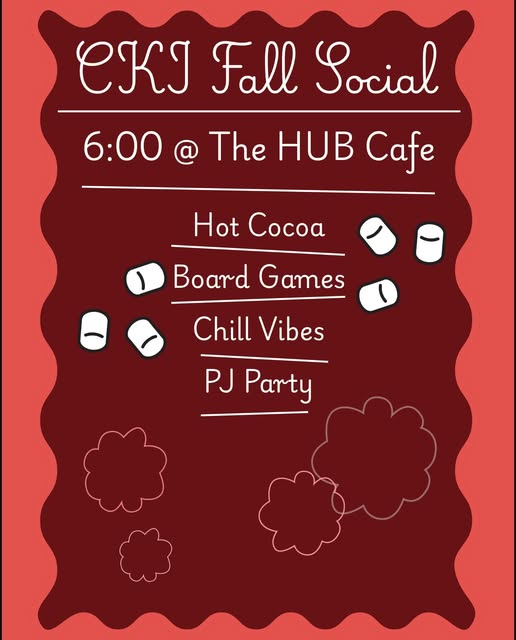 CKI Fall Social
6:00 @ The HUB Cafe
Hot Cocoa
Board Games
Chill Vibes
PJ Party